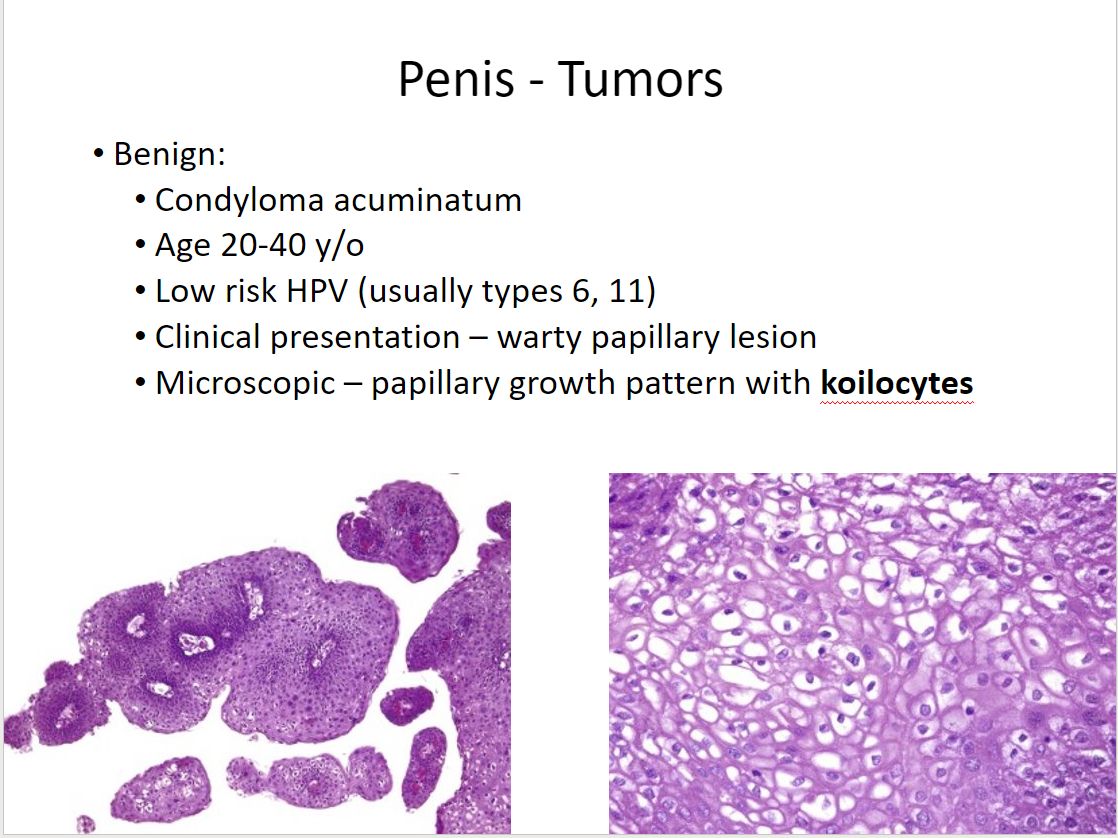 Penis - Tumors
• Benign:
• Condyloma acuminatum
• Age 20-40 y/o
• Low risk HPV (usually types 6, 11)
• Clinical presentation – warty papillary lesion
• Microscopic – papillary growth pattern with koilocytes